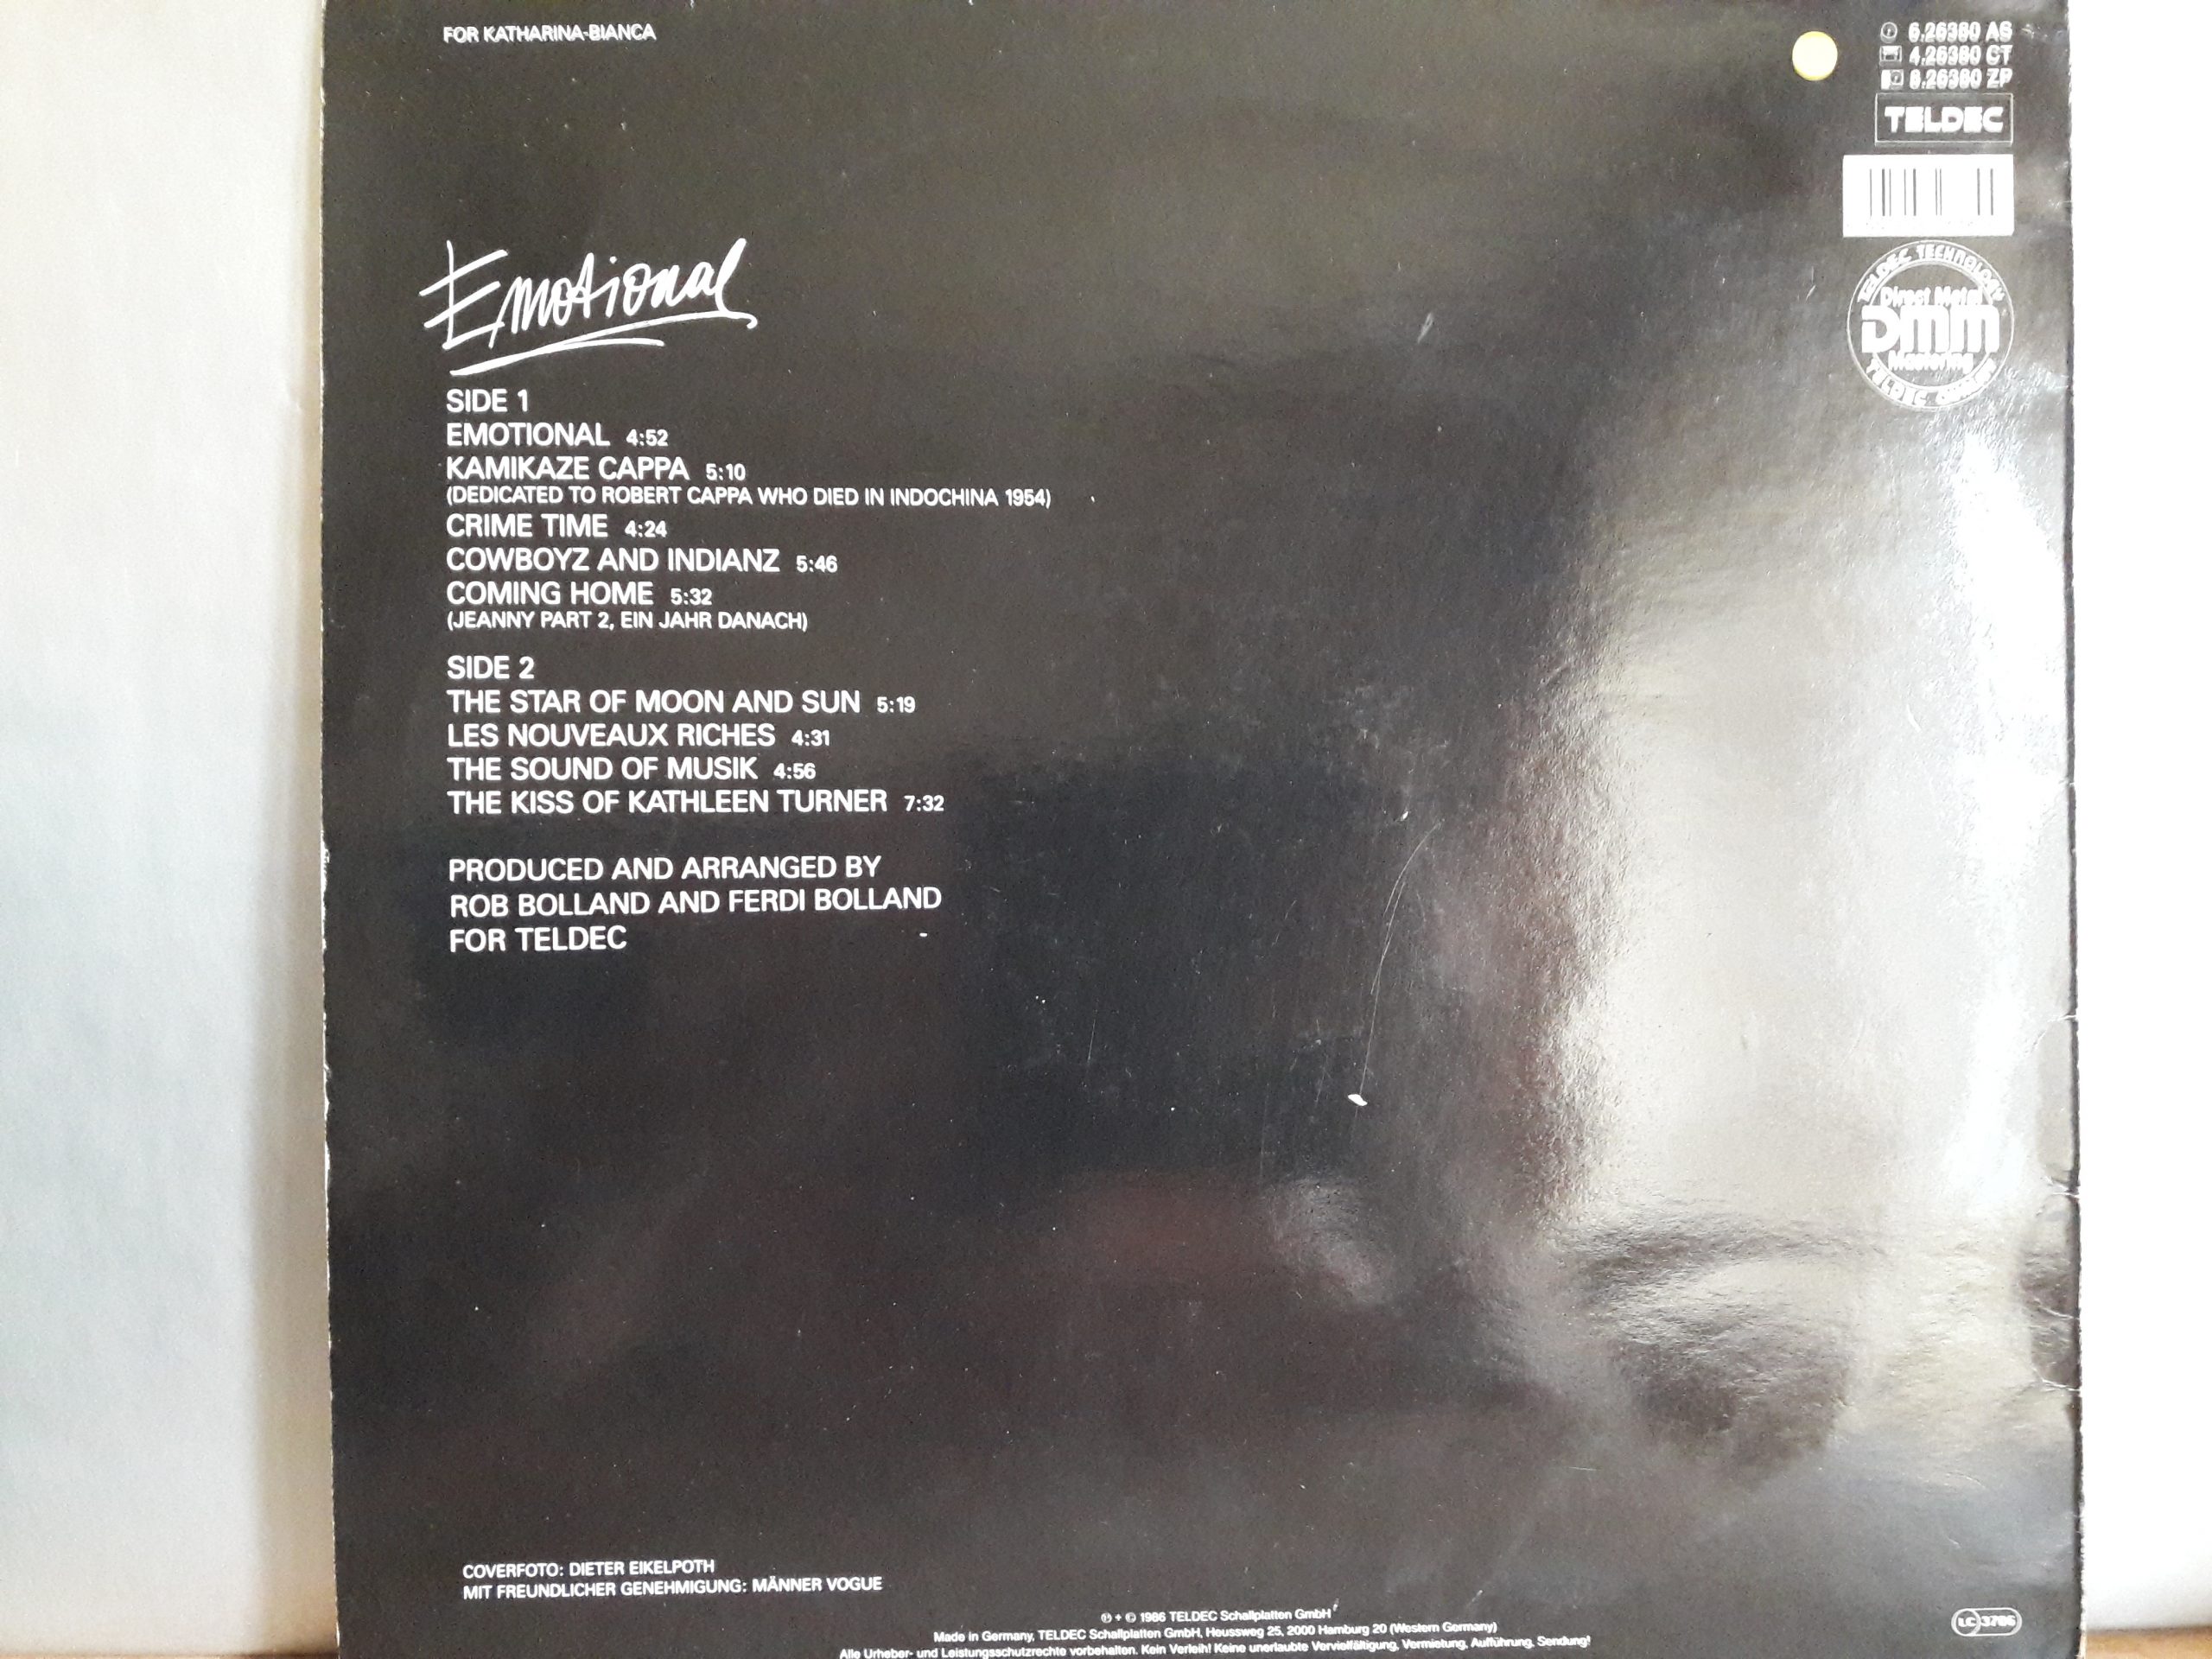 FOR KATHARINA-BIANCA
6.26380 AS
4.26380 CT
8.26380 ZP
TELDEC
TELDEC TECHNOLOGY
Direct Metal
DMM
Mastering
TELDEC
Emotional
SIDE 1
EMOTIONAL 4:52
KAMIKAZE CAPPA 5:10
(DEDICATED TO ROBERT CAPPA WHO DIED IN INDOCHINA 1954)
CRIME TIME 4:24
COWBOYZ AND INDIANZ 5:46
COMING HOME 5:32
(JEANNY PART 2, EIN JAHR DANACH)
SIDE 2
THE STAR OF MOON AND SUN 5:19
LES NOUVEAUX RICHES 4:31
THE SOUND OF MUSIK 4:56
THE KISS OF KATHLEEN TURNER 7:32
PRODUCED AND ARRANGED BY
ROB BOLLAND AND FERDI BOLLAND
FOR TELDEC
COVERFOTO: DIETER EIKELPOTH
MIT FREUNDLICHER GENEHMIGUNG: MÄNNER VOGUE
℗ + © 1986 TELDEC Schallplatten GmbH
Made in Germany, TELDEC Schallplatten GmbH, Heussweg 25, 2000 Hamburg 20 (Western Germany)
Alle Urheber- und Leistungsschutzrechte vorbehalten. Kein Verleih! Keine unerlaubte Vervielfältigung, Vermietung, Aufführung, Sendung!
LC 3706